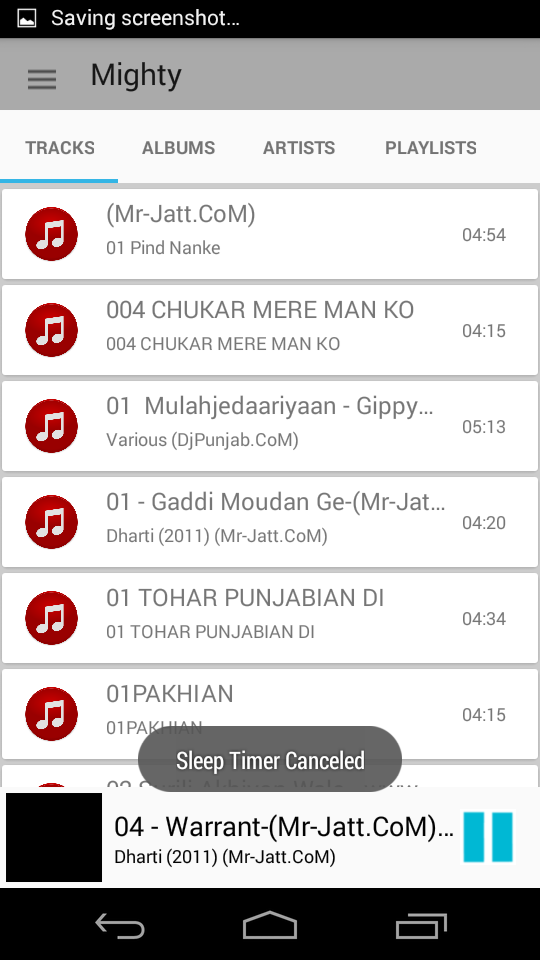 Saving screenshot...
Mighty
TRACKS ALBUMS ARTISTS PLAYLISTS
(Mr-Jatt.CoM)
01 Pind Nanke
04:54
004 CHUKAR MERE MAN KO
004 CHUKAR MERE MAN KO
04:15
01  Mulahjedaariyaan - Gippy...
Various (DjPunjab.CoM)
05:13
01 - Gaddi Moudan Ge-(Mr-Jat...
Dharti (2011) (Mr-Jatt.CoM)
04:20
01 TOHAR PUNJABIAN DI
01 TOHAR PUNJABIAN DI
04:34
01PAKHIAN
01PAKHIAN
04:15
Sleep Timer Canceled
04 - Warrant-(Mr-Jatt.CoM)...
Dharti (2011) (Mr-Jatt.CoM)